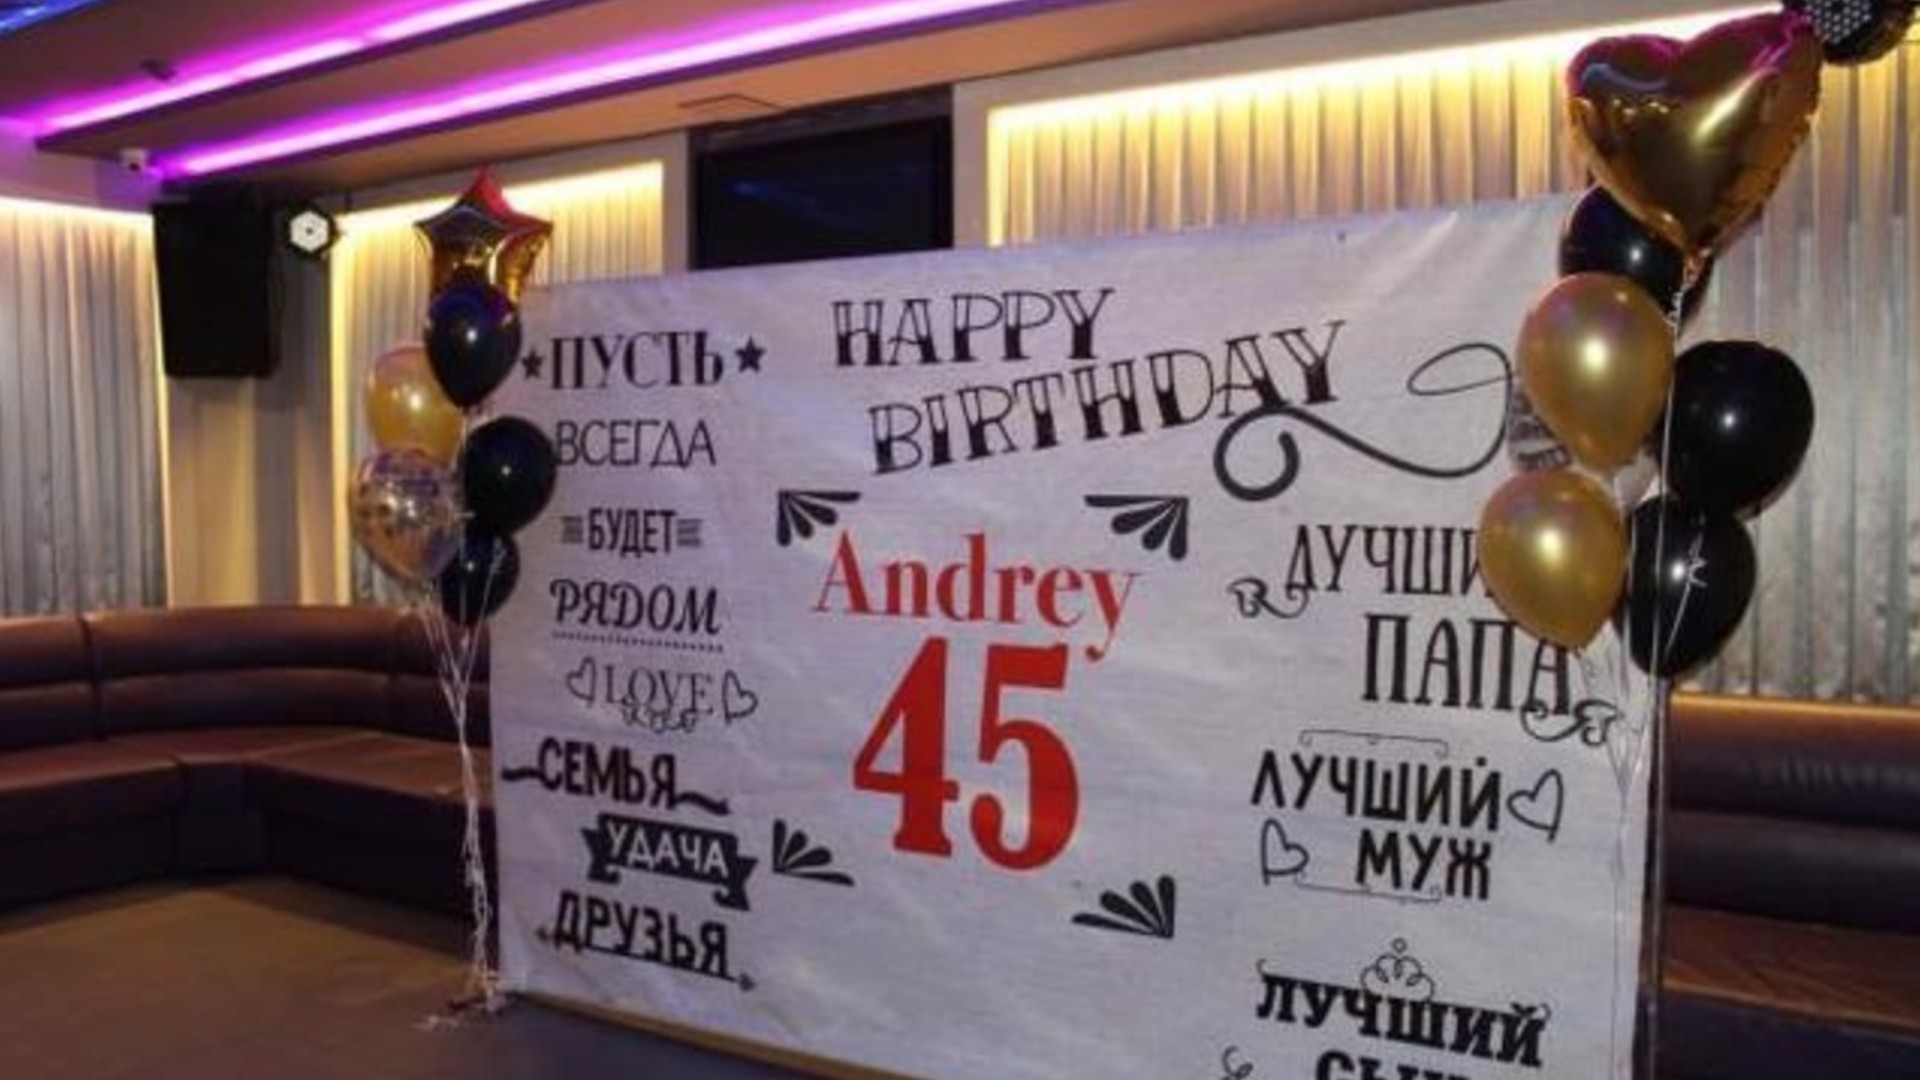 ПУСТЬ
ВСЕГДА
БУДЕТ
РЯДОМ
LOVE
СЕМЬЯ
УДАЧА
ДРУЗЬЯ
HAPPY
BIRTHDAY
Andrey
45
ПАПА
ЛУЧШИЙ
МУЖ
ЛУЧШИЙ